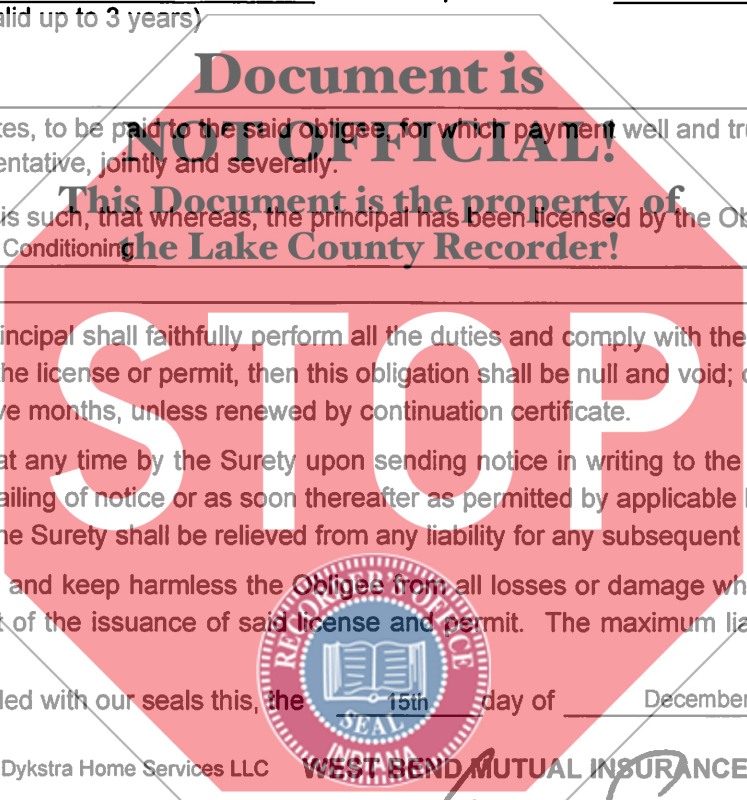 alid up to 3 years)
Document is
tes, to be paid to the said obligee, for which payment well and tru
NOT OFFICIAL!
entative, jointly and severally.
This Document is the property of
is such, that whereas, the principal has been licensed by the Ob
Conditioning
the Lake County Recorder!
incipal shall faithfully perform all the duties and comply with the
STOP
he license or permit, then this obligation shall be null and void;
ve months, unless renewed by continuation certificate.
at any time by the Surety upon sending notice in writing to the
ailing of notice or as soon thereafter as permitted by applicable
he Surety shall be relieved from any liability for any subsequent
and keep harmless the Obligee from all losses or damage wh
t of the issuance of said license and permit. The maximum lia
RECORDER'S OFFICE
led with our seals this, the 15th day of December
SEAL
INDIANA
Dykstra Home Services LLC WEST BEND MUTUAL INSURANCE